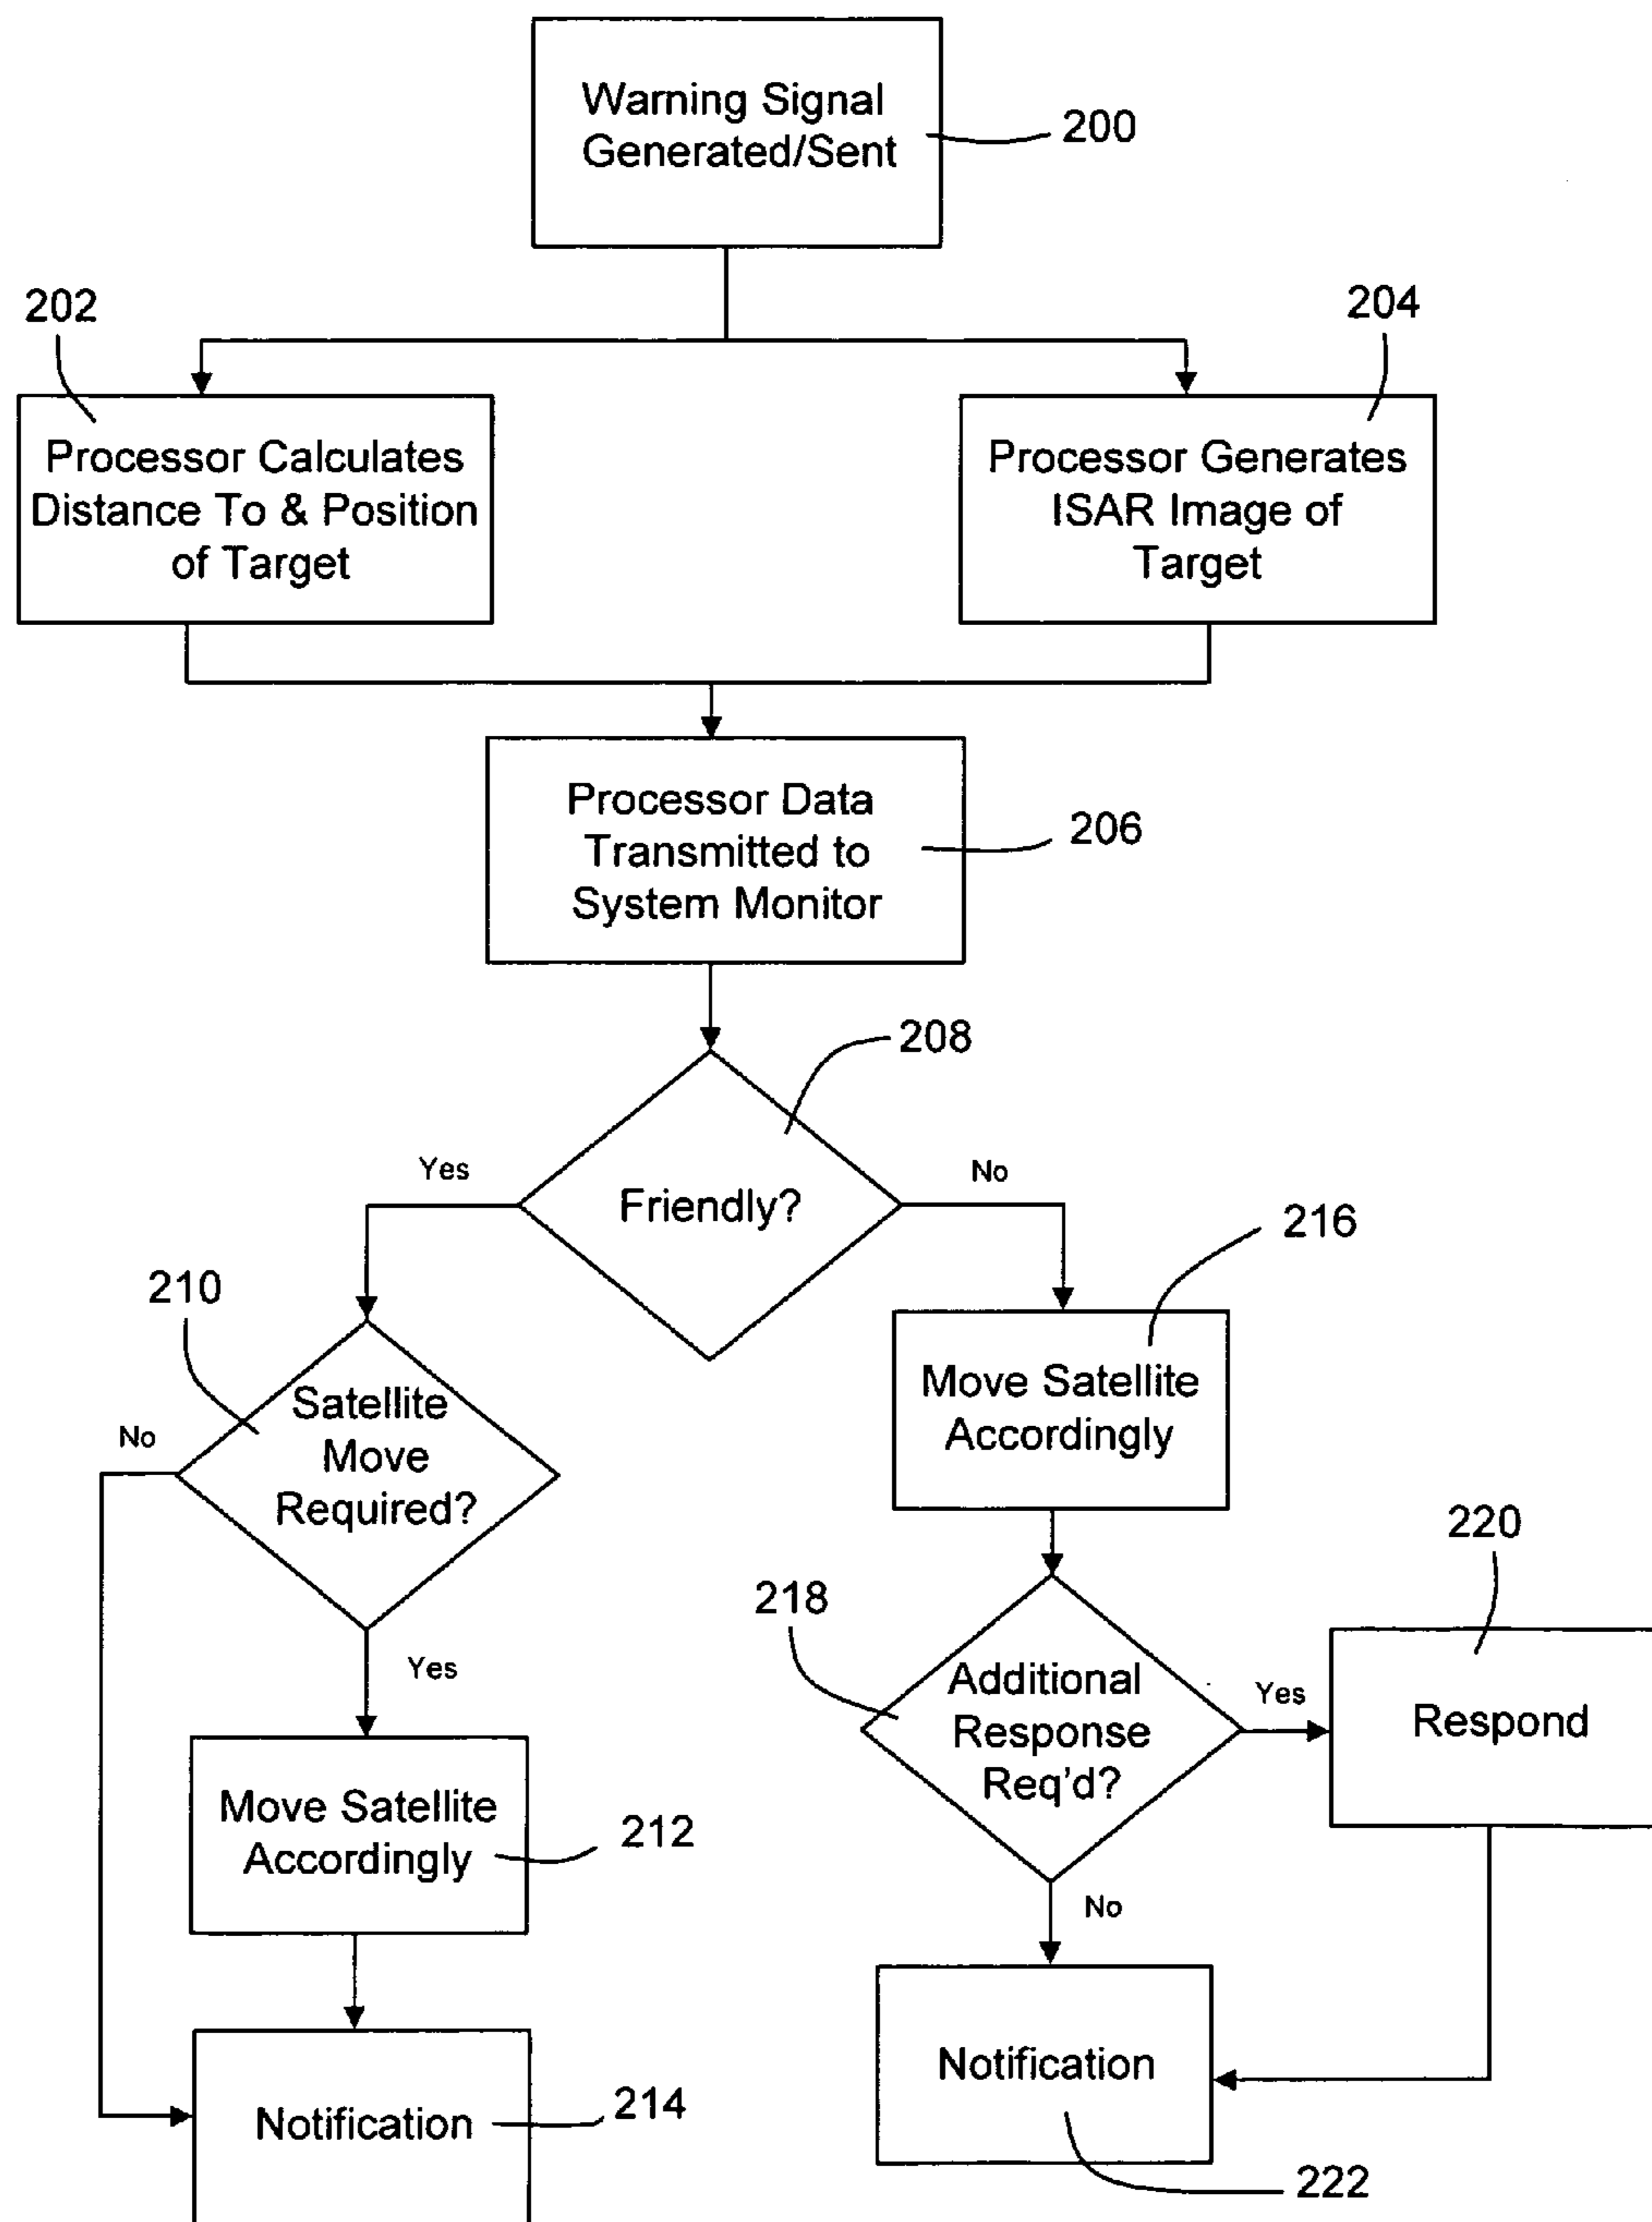 Warning Signal
Generated/Sent
200
202
204
Processor Calculates
Distance To & Position
of Target
Processor Generates
ISAR Image of
Target
Processor Data
Transmitted to
System Monitor
206
208
Yes
No
Friendly?
216
210
Satellite
Move
Required?
No
Move Satellite
Accordingly
220
218
Yes
Additional
Response
Req'd?
Yes
Respond
Move Satellite
Accordingly
212
No
Notification
214
Notification
222